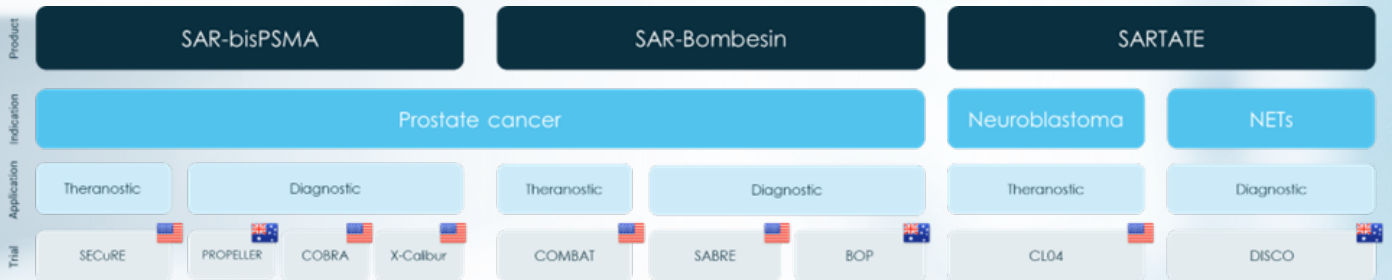 Product
SAR-bisPSMA
SAR-Bombesin
SARTATE
Indication
Prostate cancer
Neuroblastoma
NETs
Application
Theranostic
Diagnostic
Theranostic
Diagnostic
Theranostic
Diagnostic
Trial
SECuRE
PROPELLER
COBRA
X-Calibur
COMBAT
SABRE
BOP
CL04
DISCO